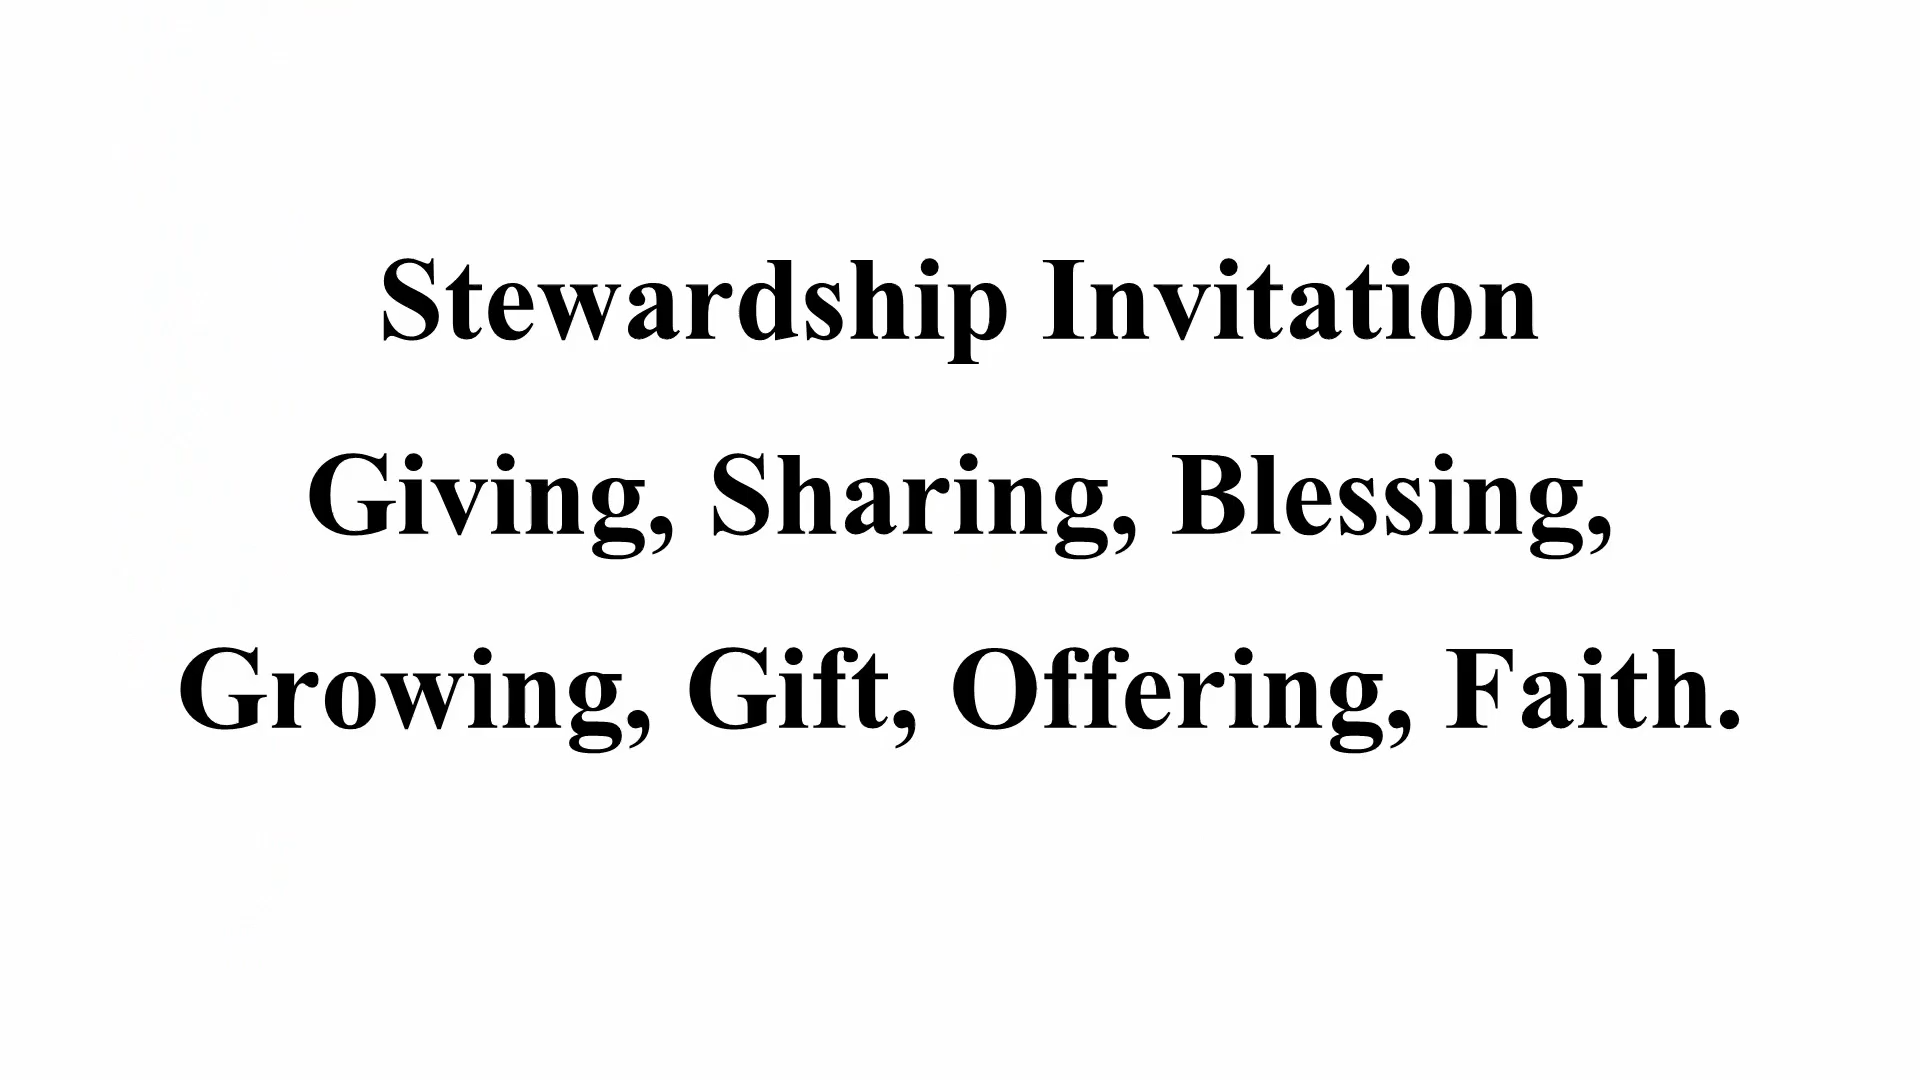 Stewardship Invitation
Giving, Sharing, Blessing,
Growing, Gift, Offering, Faith.